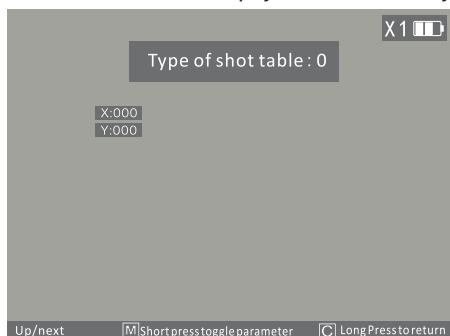 X1
Type of shot table: 0
X:000
Y:000
Up/next M Short press toggle parameter C Long Press to return